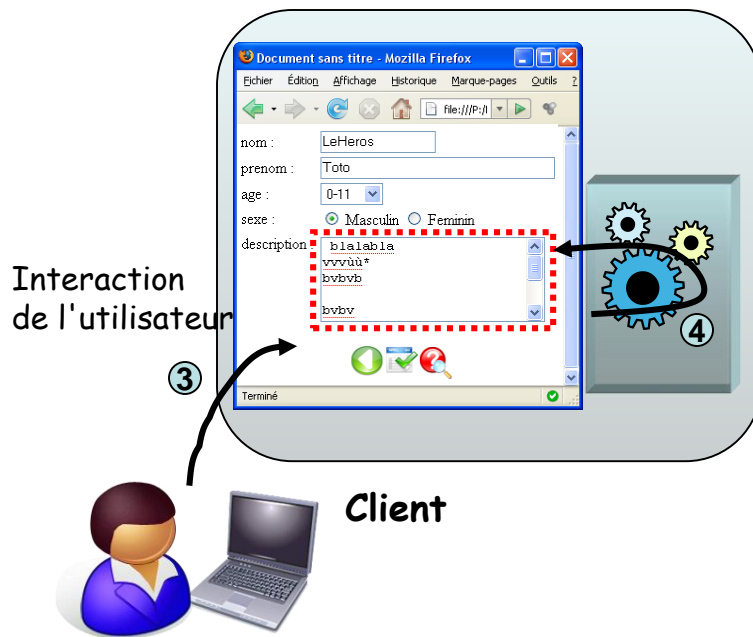 Document sans titre - Mozilla Firefox
Fichier Édition Affichage Historique Marque-pages Outils ?
file:///P:/I
nom : LeHeros
prenom : Toto
age : 0-11
sexe : Masculin Feminin
description : blalabla
vvvùù*
bvbvb
bvbv
Terminé
Interaction
de l'utilisateur
3
4
Client